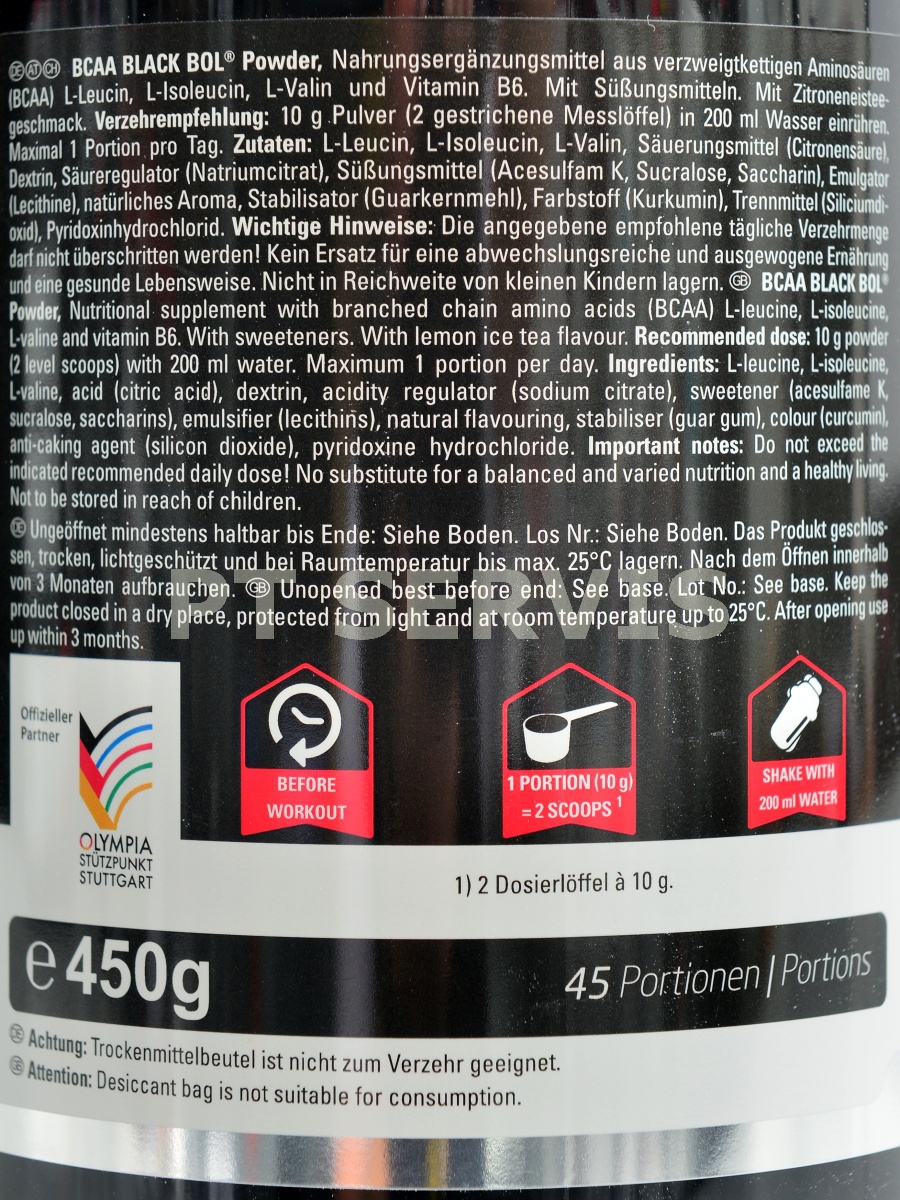 DE AT CH BCAA BLACK BOL® Powder, Nahrungsergänzungsmittel aus verzweigtkettigen Aminosäuren
(BCAA) L-Leucin, L-Isoleucin, L-Valin und Vitamin B6. Mit Süßungsmitteln. Mit Zitroneneistee-
geschmack. Verzehrempfehlung: 10 g Pulver (2 gestrichene Messlöffel) in 200 ml Wasser einrühren.
Maximal 1 Portion pro Tag. Zutaten: L-Leucin, L-Isoleucin, L-Valin, Säuerungsmittel (Citronensäure),
Dextrin, Säureregulator (Natriumcitrat), Süßungsmittel (Acesulfam K, Sucralose, Saccharin), Emulgator
(Lecithine), natürliches Aroma, Stabilisator (Guarkernmehl), Farbstoff (Kurkumin), Trennmittel (Siliciumdi-
oxid), Pyridoxinhydrochlorid. Wichtige Hinweise: Die angegebene empfohlene tägliche Verzehrmenge
darf nicht überschritten werden! Kein Ersatz für eine abwechslungsreiche und ausgewogene Ernährung
und eine gesunde Lebensweise. Nicht in Reichweite von kleinen Kindern lagern. GB BCAA BLACK BOL®
Powder, Nutritional supplement with branched chain amino acids (BCAA) L-leucine, L-isoleucine,
L-valine and vitamin B6. With sweeteners. With lemon ice tea flavour. Recommended dose: 10 g powder
(2 level scoops) with 200 ml water. Maximum 1 portion per day. Ingredients: L-leucine, L-isoleucine,
L-valine, acid (citric acid), dextrin, acidity regulator (sodium citrate), sweetener (acesulfame K,
sucralose, saccharins), emulsifier (lecithins), natural flavouring, stabiliser (guar gum), colour (curcumin),
anti-caking agent (silicon dioxide), pyridoxine hydrochloride. Important notes: Do not exceed the
indicated recommended daily dose! No substitute for a balanced and varied nutrition and a healthy living.
Not to be stored in reach of children.
DE Ungeöffnet mindestens haltbar bis Ende: Siehe Boden. Los Nr.: Siehe Boden. Das Produkt geschlos-
sen, trocken, lichtgeschützt und bei Raumtemperatur bis max. 25°C lagern. Nach dem Öffnen innerhalb
von 3 Monaten aufbrauchen. GB Unopened best before end: See base. Lot No.: See base. Keep the
product closed in a dry place, protected from light and at room temperature up to 25°C. After opening use
up within 3 months.
PT SERVIS
Offizieller
Partner
OLYMPIA
STÜTZPUNKT
STUTTGART
BEFORE
WORKOUT
1 PORTION (10 g)
= 2 SCOOPS 1
SHAKE WITH
200 ml WATER
1) 2 Dosierlöffel à 10 g.
e 450g
45 Portionen | Portions
DE Achtung: Trockenmittelbeutel ist nicht zum Verzehr geeignet.
GB Attention: Desiccant bag is not suitable for consumption.